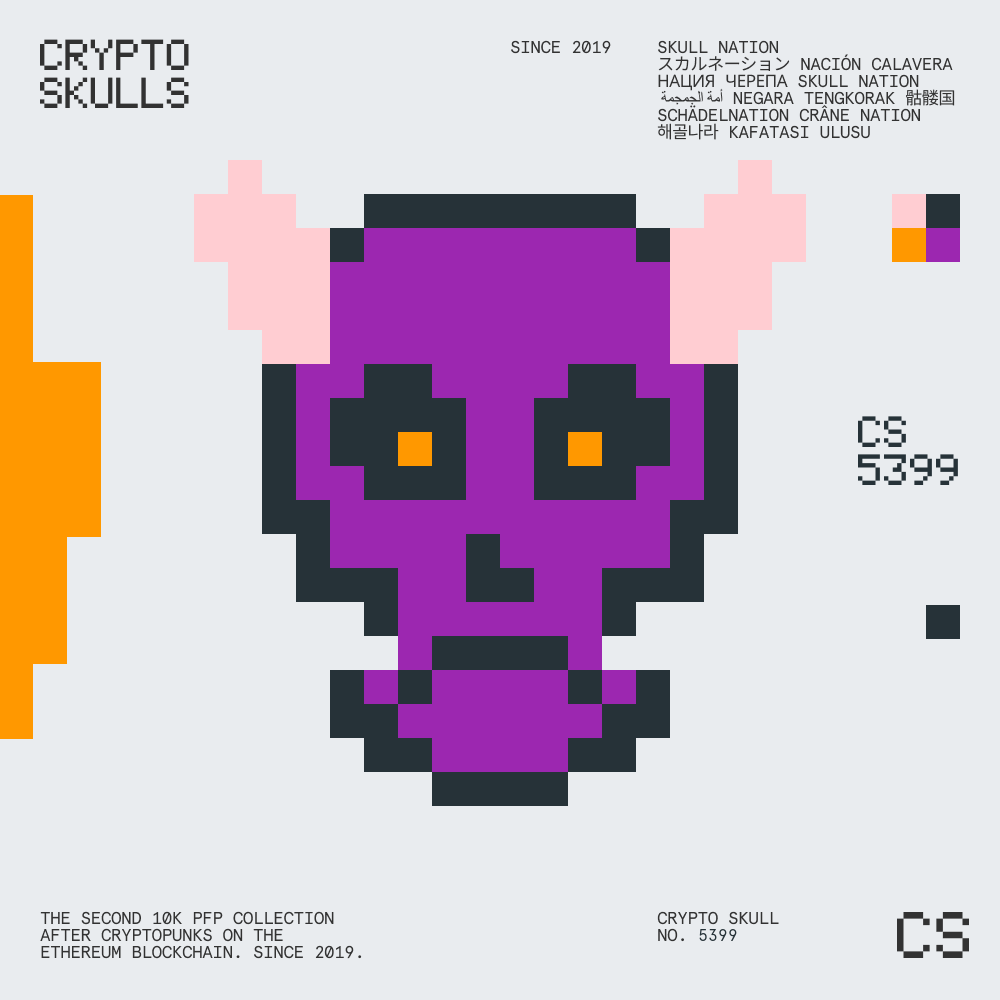 CRYPTO
SKULLS
SINCE 2019
SKULL NATION
スカルネーション NACIÓN CALAVERA
НАЦИЯ ЧЕРЕПА SKULL NATION
أمة الجمجمة NEGARA TENGKORAK 骷髅国
SCHÄDELNATION CRÂNE NATION
해골나라 KAFATASI ULUSU
CS
5399
THE SECOND 10K PFP COLLECTION
AFTER CRYPTOPUNKS ON THE
ETHEREUM BLOCKCHAIN. SINCE 2019.
CRYPTO SKULL
NO. 5399
CS